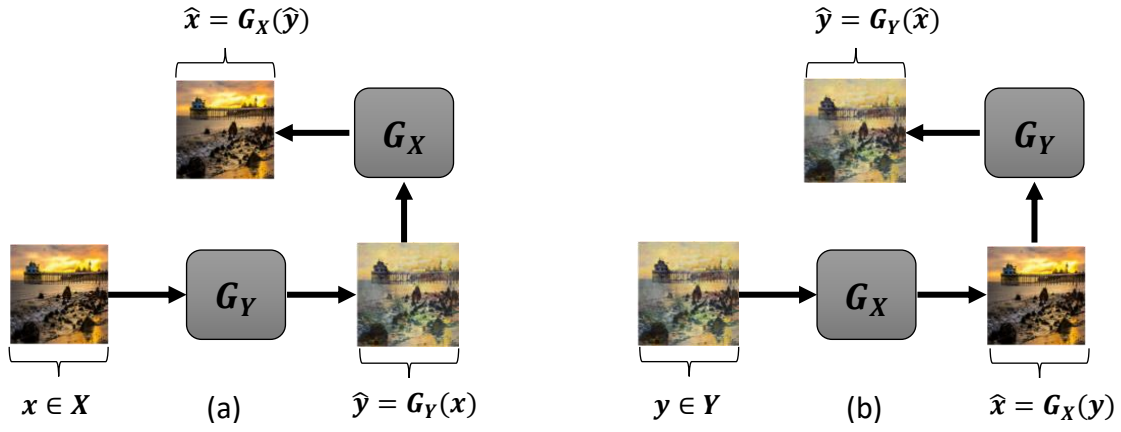 x̂ = G_X(ŷ)
G_X
G_Y
x ∈ X
(a)
ŷ = G_Y(x)
ŷ = G_Y(x̂)
G_Y
G_X
y ∈ Y
(b)
x̂ = G_X(y)